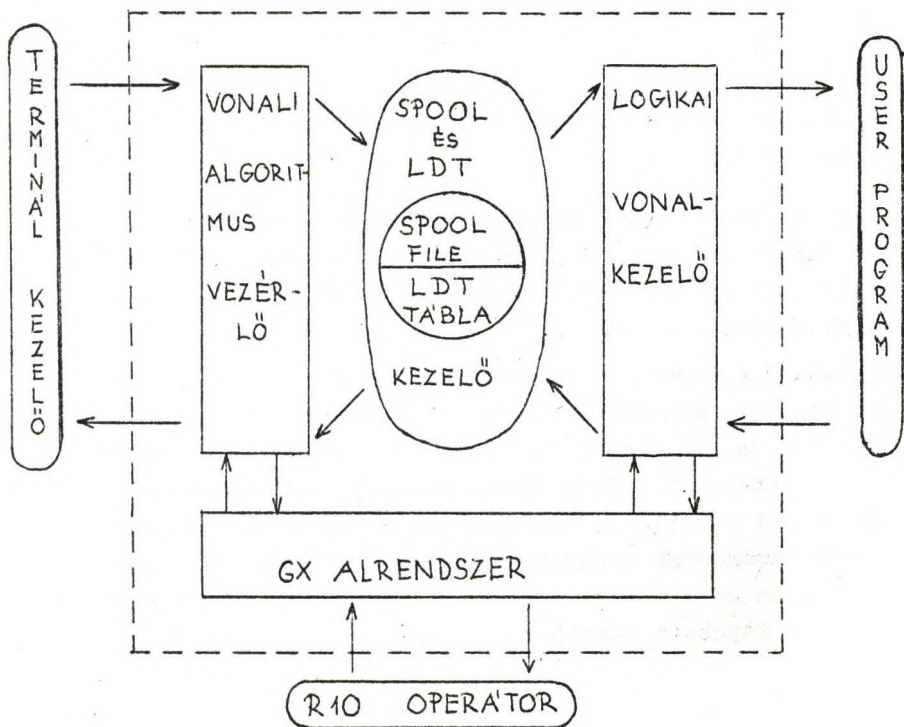 TERMINÁL KEZELŐ
VONALI
ALGORIT-
MUS
VEZÉR-
LŐ
SPOOL
ÉS
LDT
SPOOL
FILE
LDT
TÁBLA
KEZELŐ
LOGIKAI
VONAL-
KEZELŐ
USER PROGRAM
GX ALRENDSZER
R10 OPERÁTOR